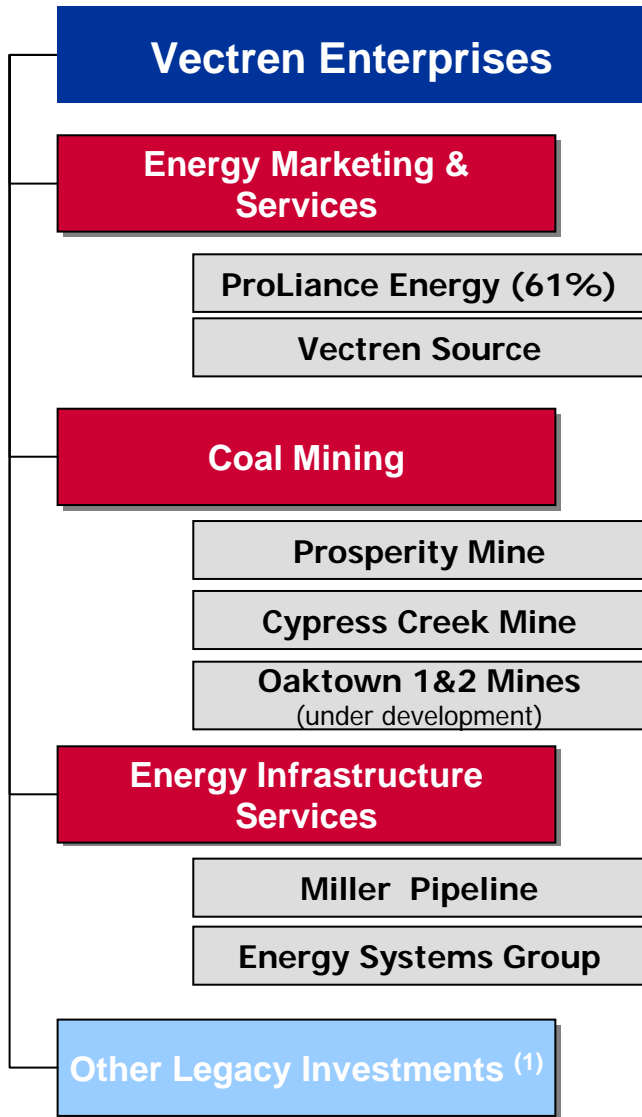 Vectren Enterprises
Energy Marketing &
Services
ProLiance Energy (61%)
Vectren Source
Coal Mining
Prosperity Mine
Cypress Creek Mine
Oaktown 1&2 Mines
(under development)
Energy Infrastructure
Services
Miller Pipeline
Energy Systems Group
Other Legacy Investments (1)